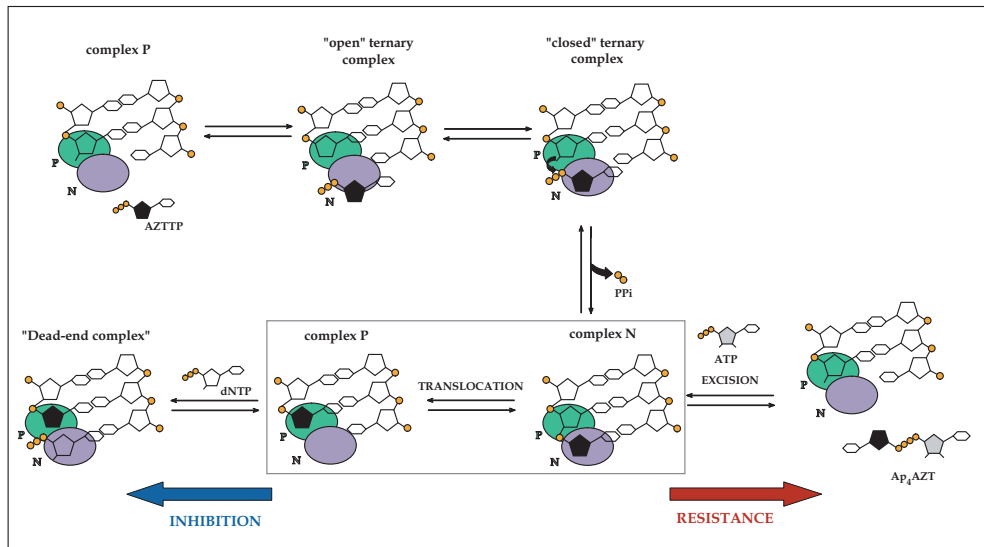 complex P
"open" ternary
complex
"closed" ternary
complex
P
N
AZTTP
P
N
P
N
PPi
"Dead-end complex"
complex P
complex N
dNTP
TRANSLOCATION
ATP
EXCISION
P
N
P
N
P
N
P
N
Ap4AZT
INHIBITION
RESISTANCE